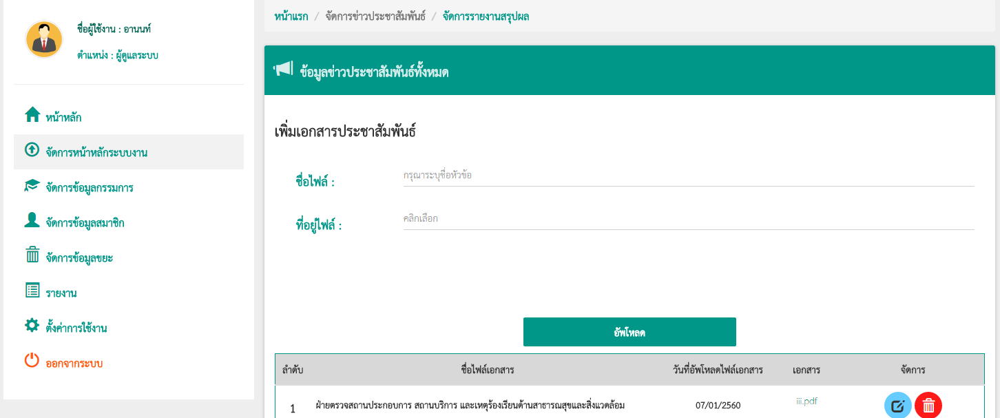 ชื่อผู้ใช้งาน : อานนท์
ตำแหน่ง : ผู้ดูแลระบบ
หน้าหลัก
จัดการหน้าหลักระบบงาน
จัดการข้อมูลกรรมการ
จัดการข้อมูลสมาชิก
จัดการข้อมูลขยะ
รายงาน
ตั้งค่าการใช้งาน
ออกจากระบบ
หน้าแรก / จัดการข่าวประชาสัมพันธ์ / จัดการรายงานสรุปผล
ข้อมูลข่าวประชาสัมพันธ์ทั้งหมด
เพิ่มเอกสารประชาสัมพันธ์
ชื่อไฟล์ : กรุณาระบุชื่อหัวข้อ
ที่อยู่ไฟล์ : คลิกเลือก
อัพโหลด
ลำดับ ชื่อไฟล์เอกสาร วันที่อัพโหลดไฟล์เอกสาร เอกสาร จัดการ
1 ฝ่ายตรวจสถานประกอบการ สถานบริการ และเหตุร้องเรียนด้านสาธารณสุขและสิ่งแวดล้อม 07/01/2560 iii.pdf